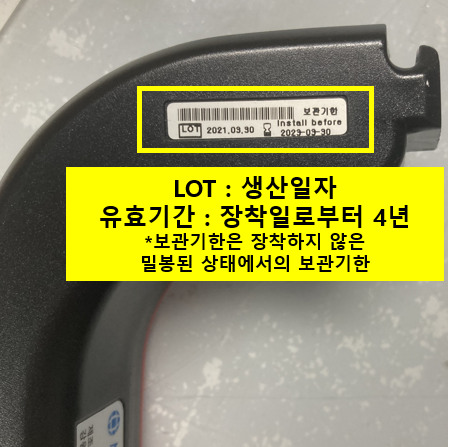 보관기한
Install before
LOT 2021.03.30 2023-03-30
LOT : 생산일자
유효기간 : 장착일로부터 4년
*보관기한은 장착하지 않은
밀봉된 상태에서의 보관기한